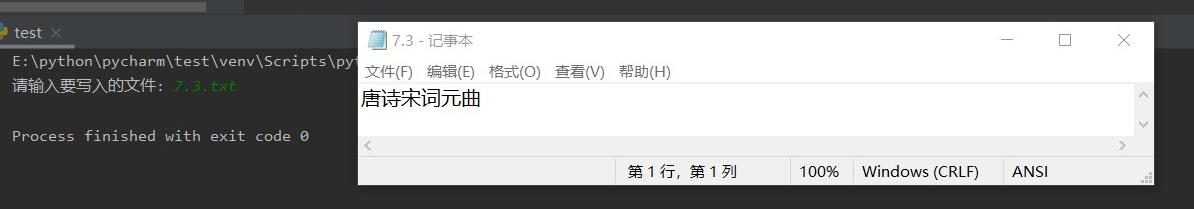 test
E:\python\pycharm\test\venv\Scripts\pyt
请输入要写入的文件: 7.3.txt
Process finished with exit code 0
7.3 - 记事本
文件(F) 编辑(E) 格式(O) 查看(V) 帮助(H)
唐诗宋词元曲
第 1 行，第 1 列 100% Windows (CRLF) ANSI